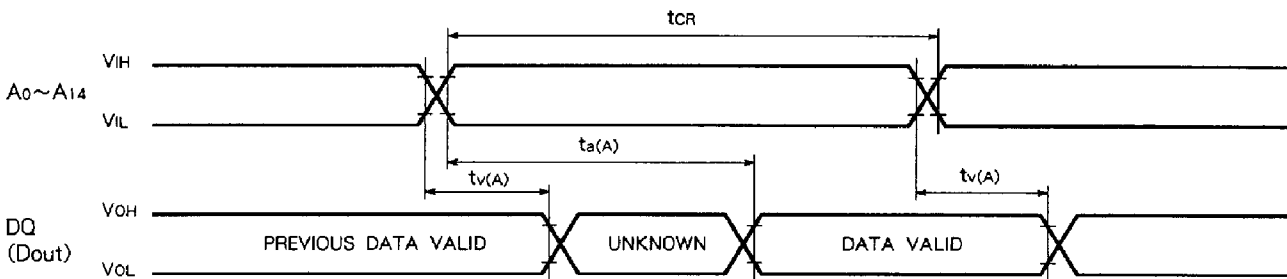 tCR
VIH
A0～A14
VIL
ta(A)
tv(A) tv(A)
VOH
DQ
(Dout)
PREVIOUS DATA VALID UNKNOWN DATA VALID
VOL